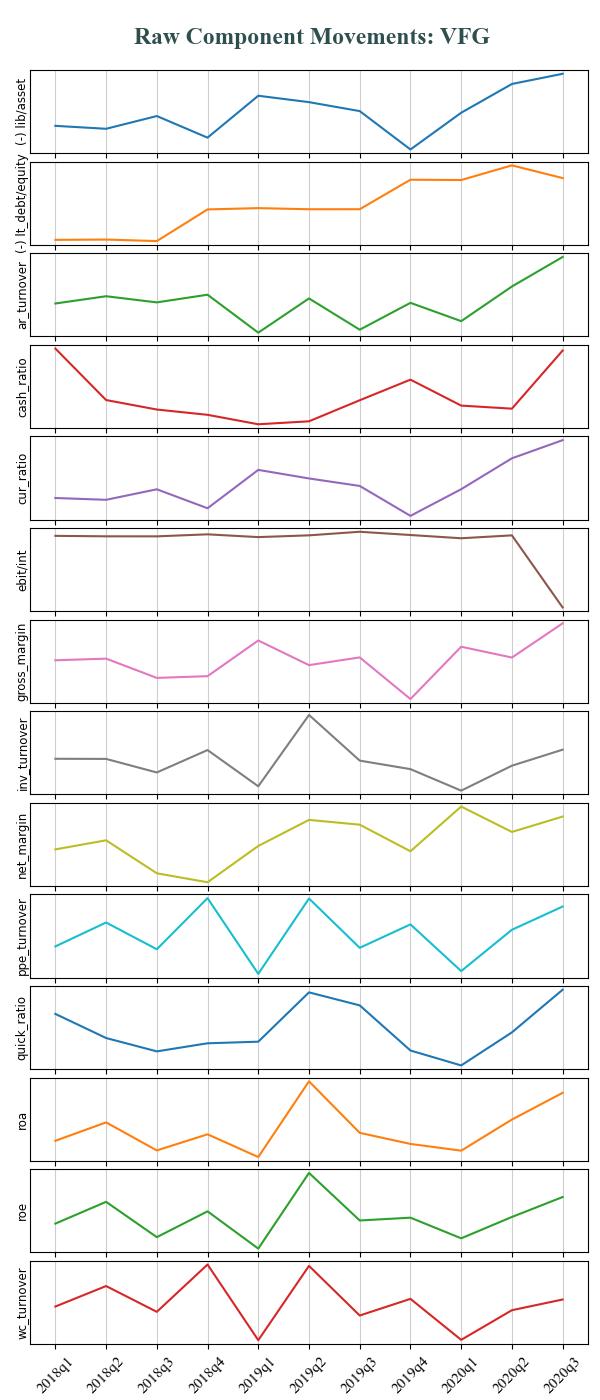 Raw Component Movements: VFG
(-) lib/asset
(-) lt_debt/equity
ar_turnover
cash_ratio
cur_ratio
ebit/int
gross_margin
inv_turnover
net_margin
ppe_turnover
quick_ratio
roa
roe
wc_turnover
2018q1 2018q2 2018q3 2018q4 2019q1 2019q2 2019q3 2019q4 2020q1 2020q2 2020q3